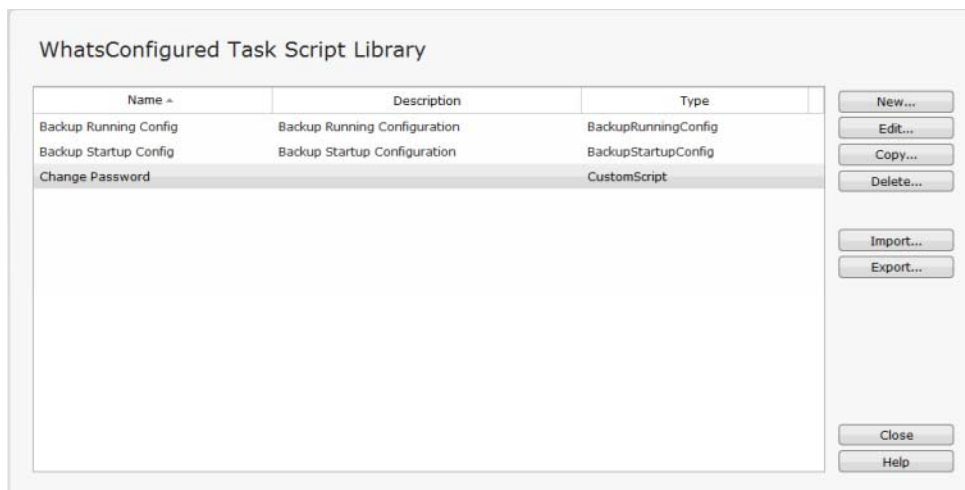 WhatsConfigured Task Script Library
Name Description Type
Backup Running Config Backup Running Configuration BackupRunningConfig
Backup Startup Config Backup Startup Configuration BackupStartupConfig
Change Password CustomScript
New...
Edit...
Copy...
Delete...
Import...
Export...
Close
Help